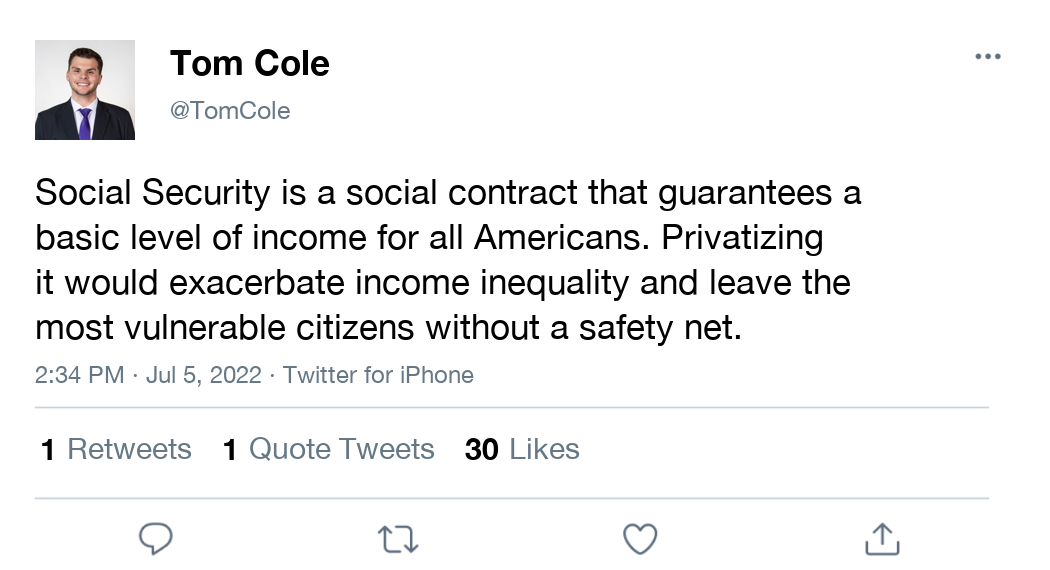 Tom Cole
@TomCole
Social Security is a social contract that guarantees a
basic level of income for all Americans. Privatizing
it would exacerbate income inequality and leave the
most vulnerable citizens without a safety net.
2:34 PM · Jul 5, 2022 · Twitter for iPhone
1 Retweets 1 Quote Tweets 30 Likes